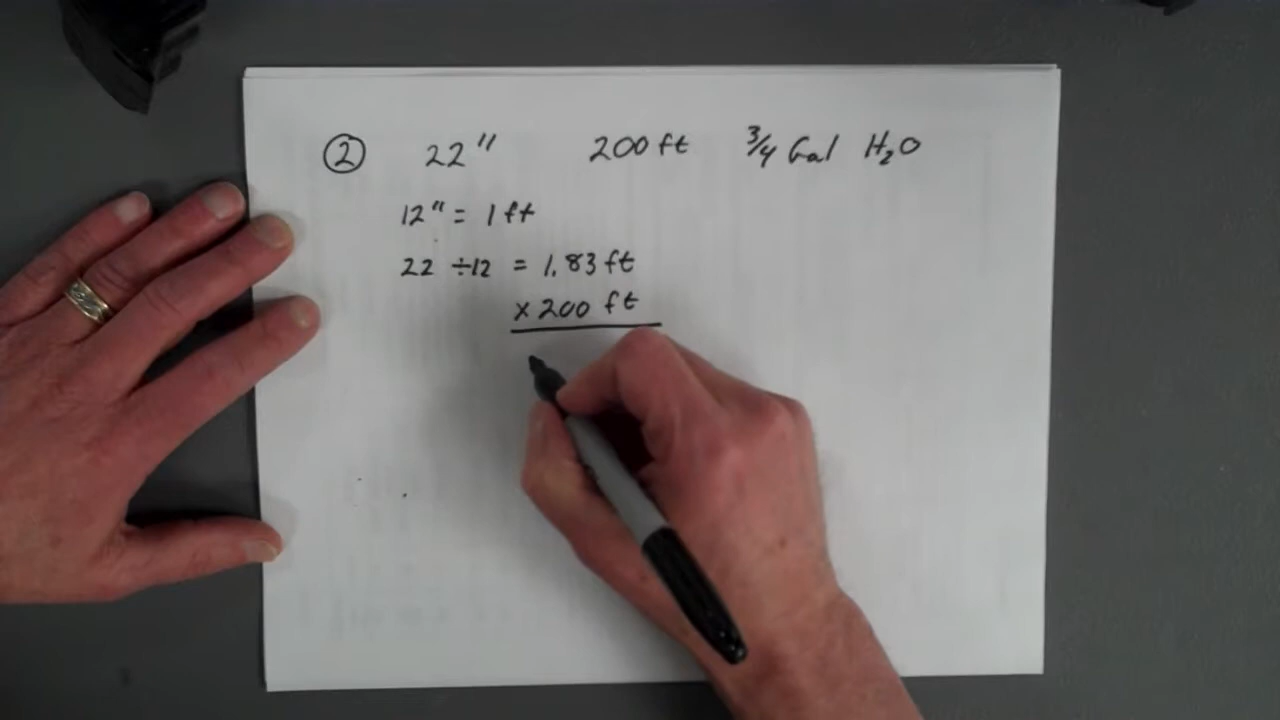 ② 22" 200 ft 3/4 Gal H₂O
12" = 1 ft
22 ÷12 = 1.83 ft
x 200 ft